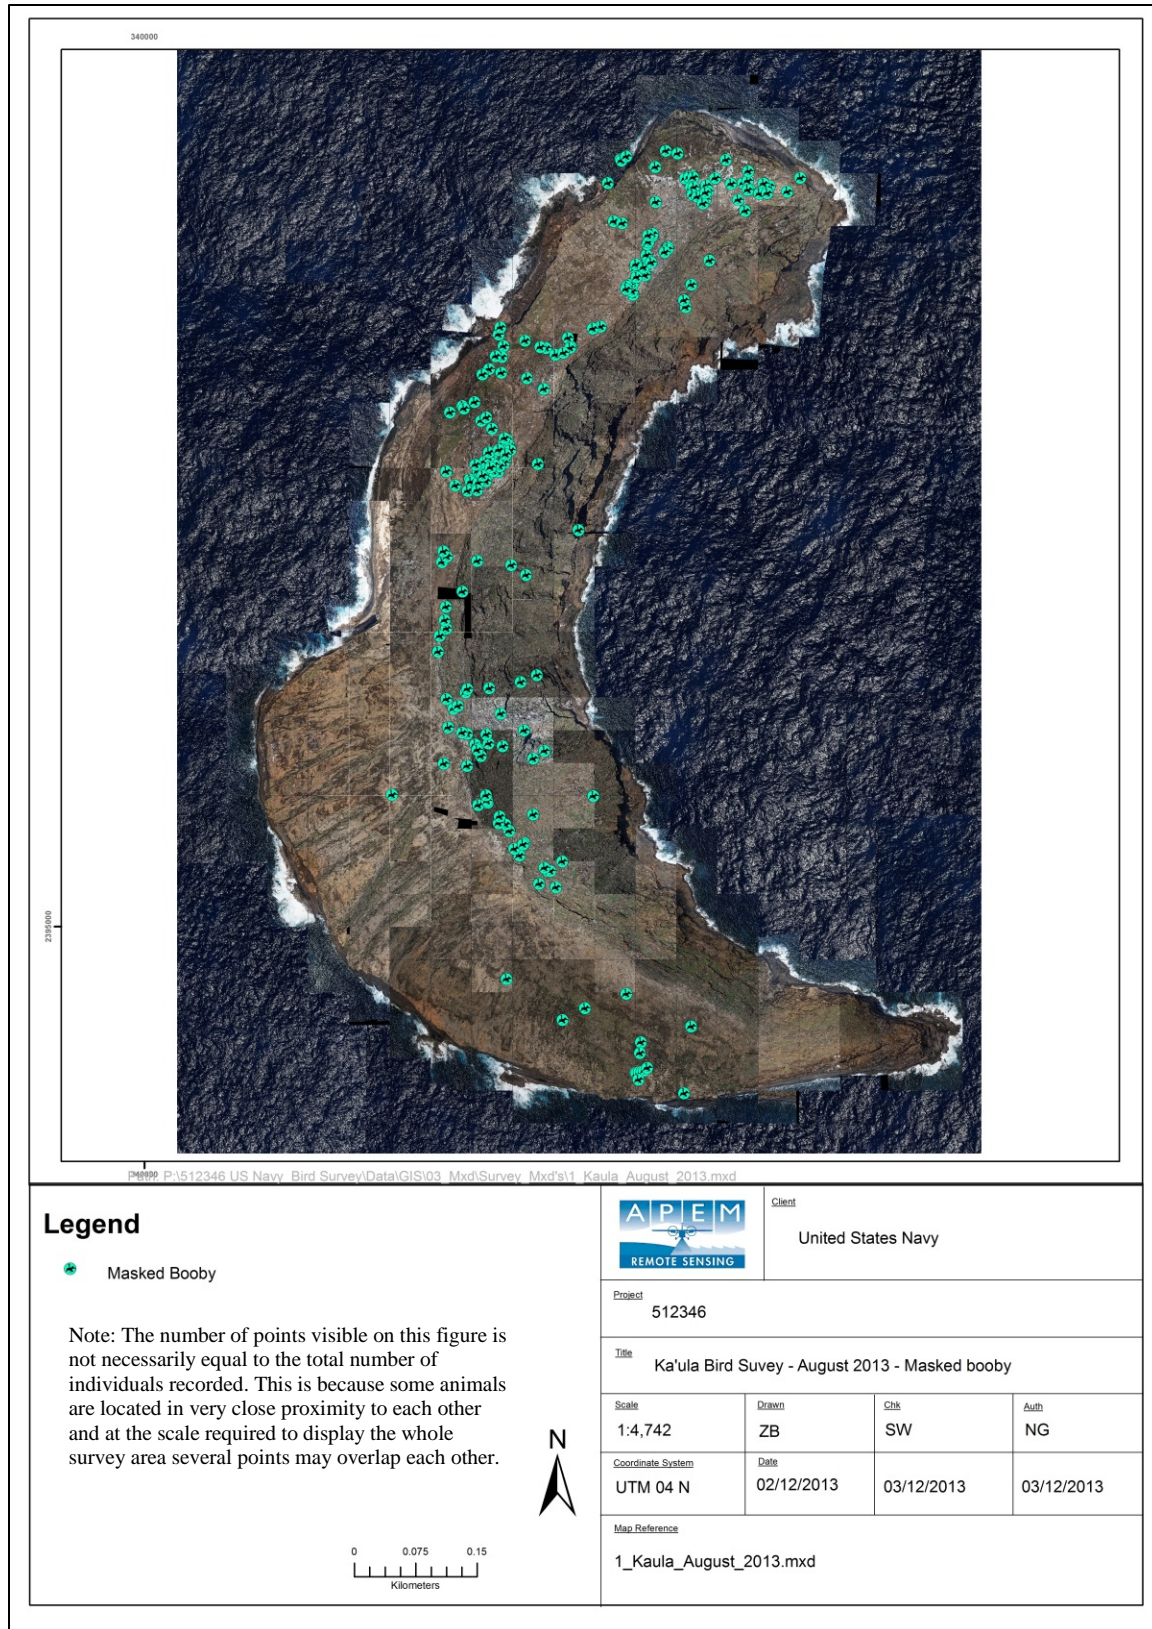 340000
2395000
340000
Path: P:\512346 US Navy_Bird Survey\Data\GIS\03_Mxd\Survey_Mxd's\1_Kaula_August_2013.mxd
Legend
Masked Booby
Note: The number of points visible on this figure is
not necessarily equal to the total number of
individuals recorded. This is because some animals
are located in very close proximity to each other
and at the scale required to display the whole
survey area several points may overlap each other.
N
0 0.075 0.15
Kilometers
APEM
REMOTE SENSING
Client
United States Navy
Project
512346
Title
Ka'ula Bird Suvey - August 2013 - Masked booby
Scale Drawn Chk Auth
1:4,742 ZB SW NG
Coordinate System Date
UTM 04 N 02/12/2013 03/12/2013 03/12/2013
Map Reference
1_Kaula_August_2013.mxd